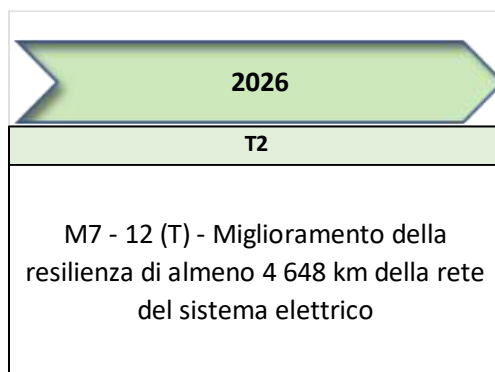 2026
T2
M7 - 12 (T) - Miglioramento della
resilienza di almeno 4 648 km della rete
del sistema elettrico